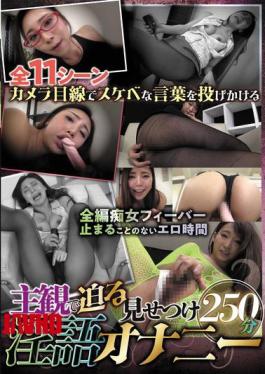 全11シーン
カメラ目線でスケベな言葉を投げかける
全編痴女フィーバー
止まることのないエロ時間
主観で迫る
見せつけ250分
淫語オナニー